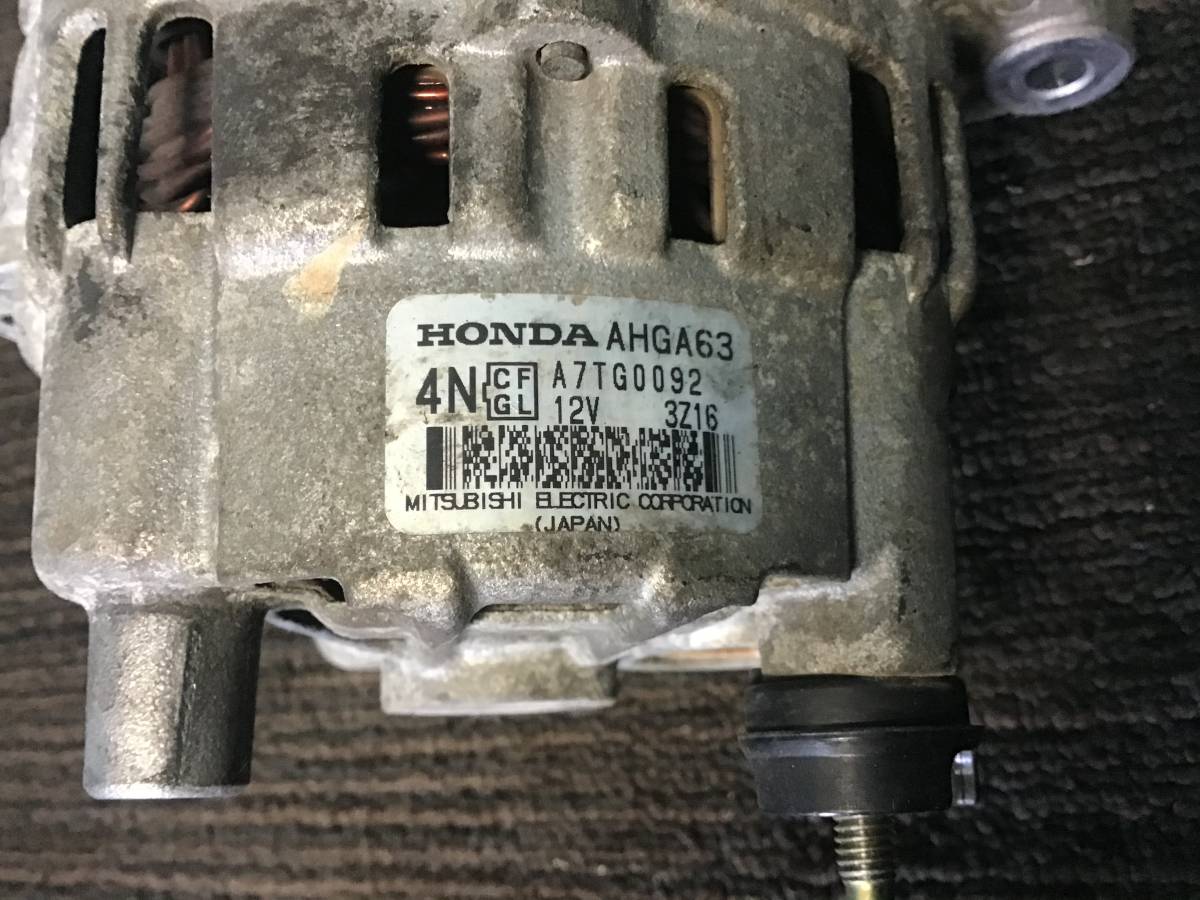 HONDA AHGA63
4N CF GL A7TG0092
12V 3Z16
MITSUBISHI ELECTRIC CORPORATION
(JAPAN)